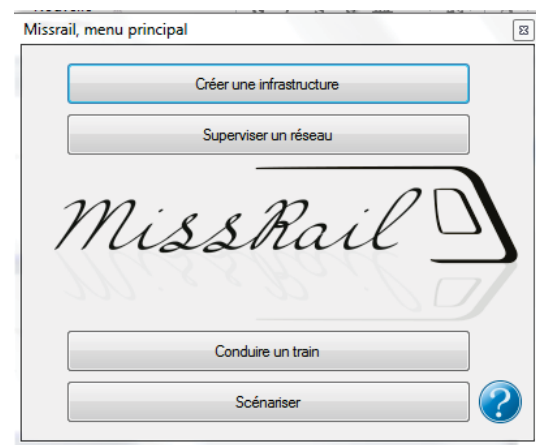 Missrail, menu principal
Créer une infrastructure
Superviser un réseau
MissRail
Conduire un train
Scénariser
?